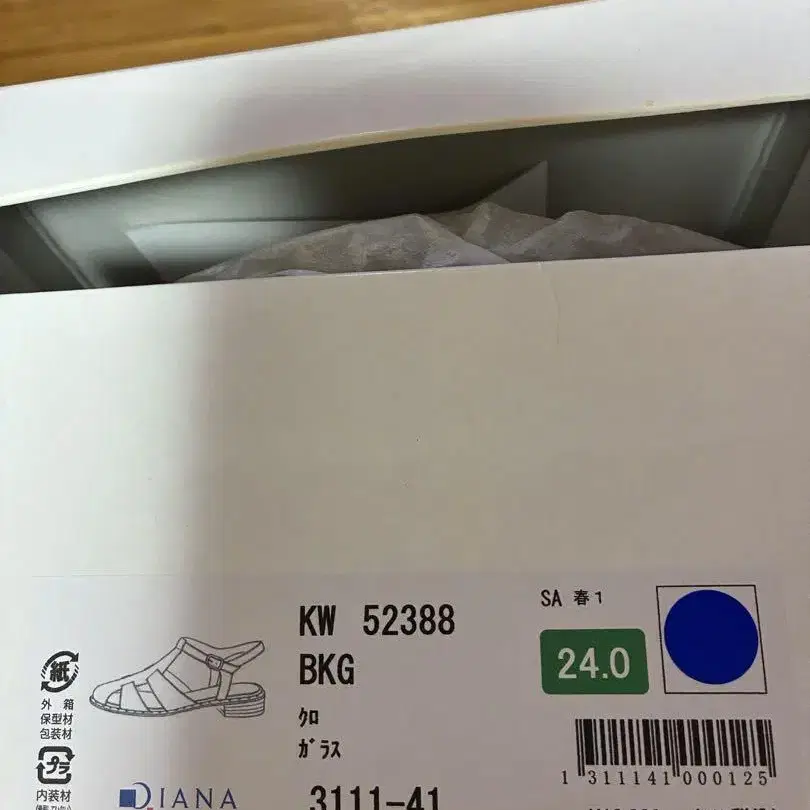 KW 52388
BKG
クロ
ガラス
3111-41
SA 春1
24.0
1 311141 000125
紙
外 箱
保型材
包装材
プラ
内装材
DIANA